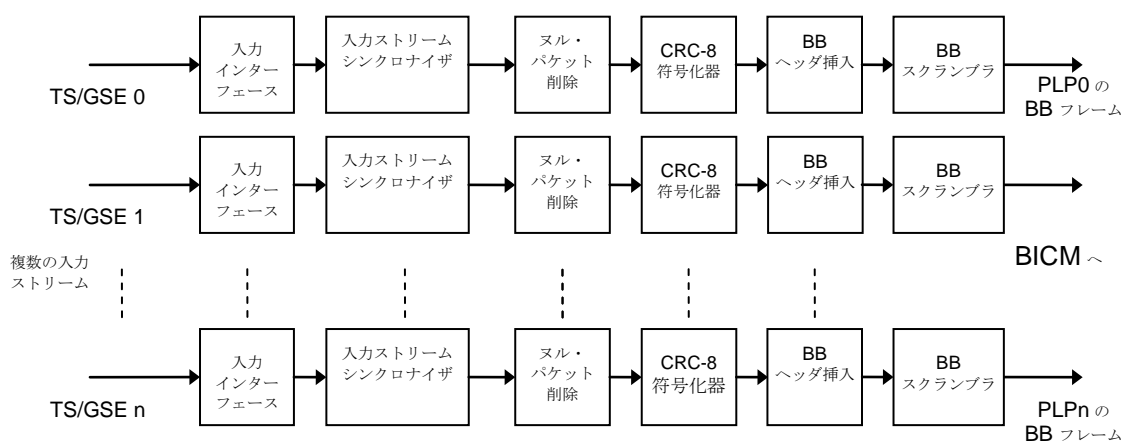 入力
インター
フェース
入力ストリーム
シンクロナイザ
ヌル・
パケット
削除
CRC-8
符号化器
BB
ヘッダ挿入
BB
スクランブラ
TS/GSE 0
PLP0 の
BB フレーム
入力
インター
フェース
入力ストリーム
シンクロナイザ
ヌル・
パケット
削除
CRC-8
符号化器
BB
ヘッダ挿入
BB
スクランブラ
TS/GSE 1
複数の入力
ストリーム
BICM へ
入力
インター
フェース
入力ストリーム
シンクロナイザ
ヌル・
パケット
削除
CRC-8
符号化器
BB
ヘッダ挿入
BB
スクランブラ
TS/GSE n
PLPn の
BB フレーム